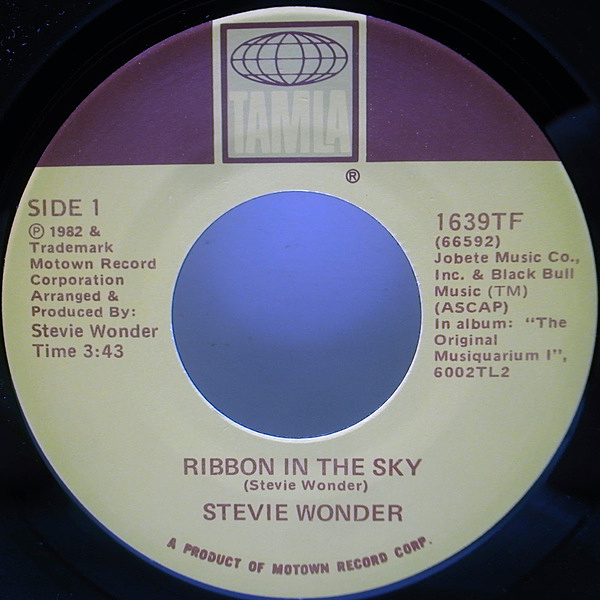 TAMLA
®
SIDE 1
℗ 1982 &
Trademark
Motown Record
Corporation
Arranged &
Produced By:
Stevie Wonder
Time 3:43
1639TF
(66592)
Jobete Music Co.,
Inc. & Black Bull
Music (TM)
(ASCAP)
In album: "The
Original
Musiquarium I",
6002TL2
RIBBON IN THE SKY
(Stevie Wonder)
STEVIE WONDER
A PRODUCT OF MOTOWN RECORD CORP.